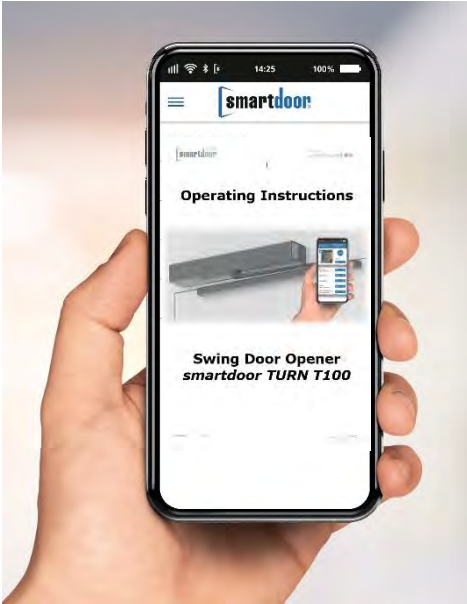 14:25
100%
smartdoor
smartdoor
Operating Instructions
Swing Door Opener
smartdoor TURN T100